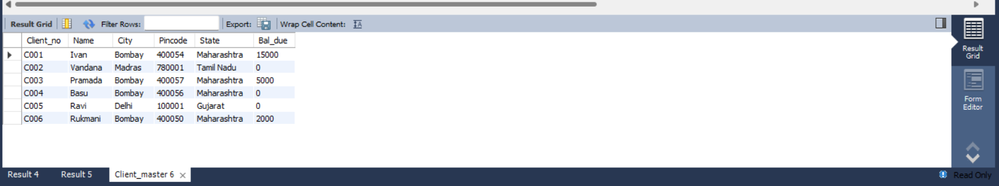 Result Grid Filter Rows: Export: Wrap Cell Content: IA
Client_no Name City Pincode State Bal_due
C001 Ivan Bombay 400054 Maharashtra 15000
C002 Vandana Madras 780001 Tamil Nadu 0
C003 Pramada Bombay 400057 Maharashtra 5000
C004 Basu Bombay 400056 Maharashtra 0
C005 Ravi Delhi 100001 Gujarat 0
C006 Rukmani Bombay 400050 Maharashtra 2000
Result
Grid
Form
Editor
Result 4 Result 5 Client_master 6 Read Only